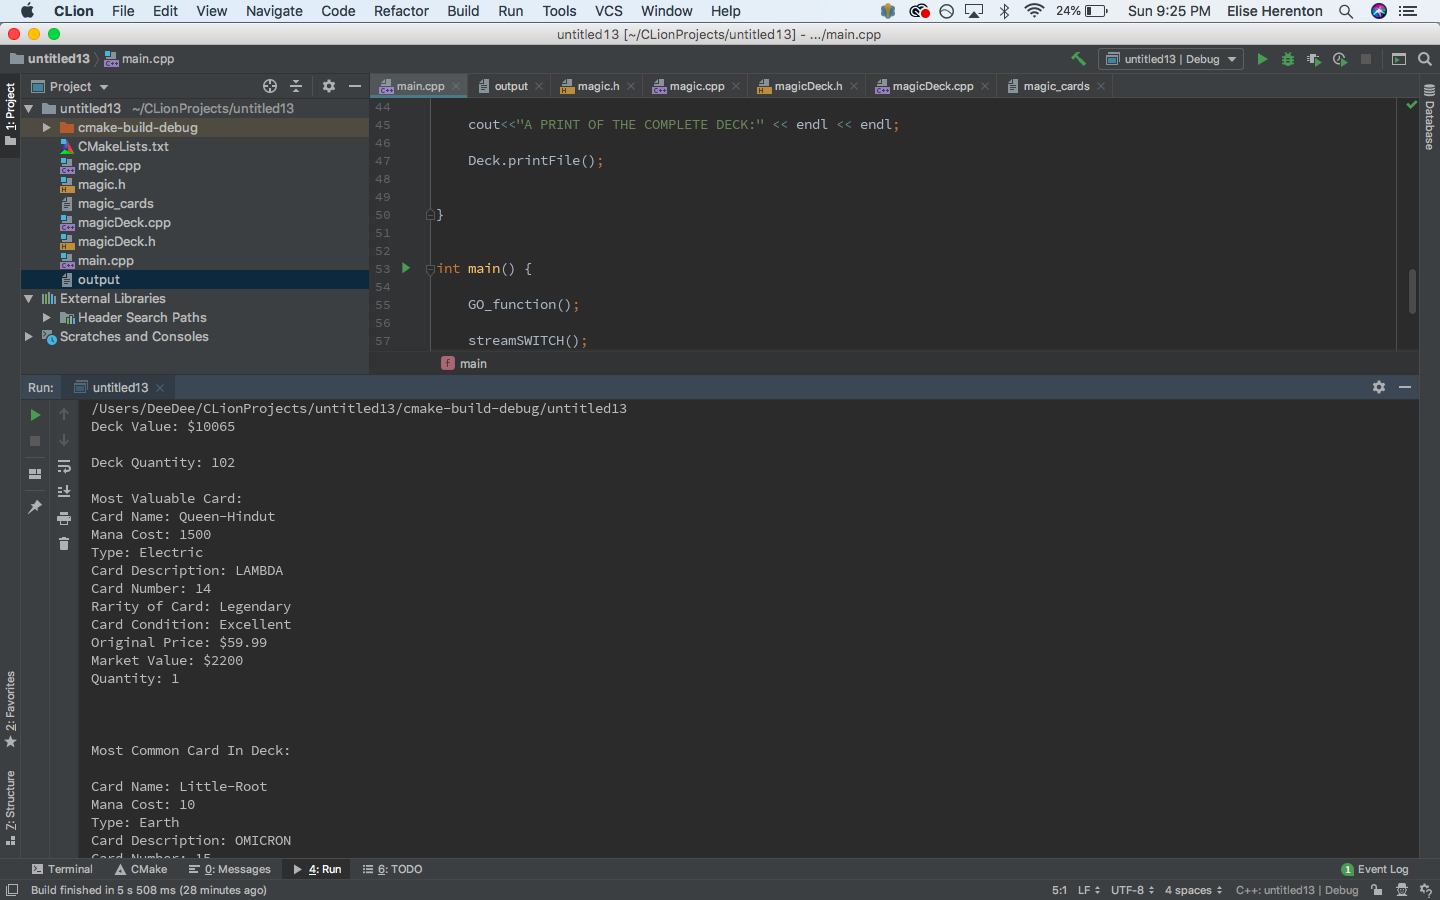 CLion File Edit View Navigate Code Refactor Build Run Tools VCS Window Help 24% Sun 9:25 PM Elise Herenton
untitled13 [~/CLionProjects/untitled13] - .../main.cpp
untitled13 main.cpp untitled13 | Debug
1: Project
Project
main.cpp output magic.h magic.cpp magicDeck.h magicDeck.cpp magic_cards
Database
untitled13 ~/CLionProjects/untitled13
cmake-build-debug
CMakeLists.txt
magic.cpp
magic.h
magic_cards
magicDeck.cpp
magicDeck.h
main.cpp
output
External Libraries
Header Search Paths
Scratches and Consoles
44
45 cout<<"A PRINT OF THE COMPLETE DECK:" << endl << endl;
46
47 Deck.printFile();
48
49
50 }
51
52
53 int main() {
54
55 GO_function();
56
57 streamSWITCH();
f main
Run: untitled13
/Users/DeeDee/CLionProjects/untitled13/cmake-build-debug/untitled13
Deck Value: $10065
Deck Quantity: 102
Most Valuable Card:
Card Name: Queen-Hindut
Mana Cost: 1500
Type: Electric
Card Description: LAMBDA
Card Number: 14
Rarity of Card: Legendary
Card Condition: Excellent
Original Price: $59.99
Market Value: $2200
Quantity: 1
Most Common Card In Deck:
Card Name: Little-Root
Mana Cost: 10
Type: Earth
Card Description: OMICRON
Card Number: 15
2: Favorites
7: Structure
Terminal CMake 0: Messages 4: Run 6: TODO 1 Event Log
Build finished in 5 s 508 ms (28 minutes ago) 5:1 LF UTF-8 4 spaces C++: untitled13 | Debug